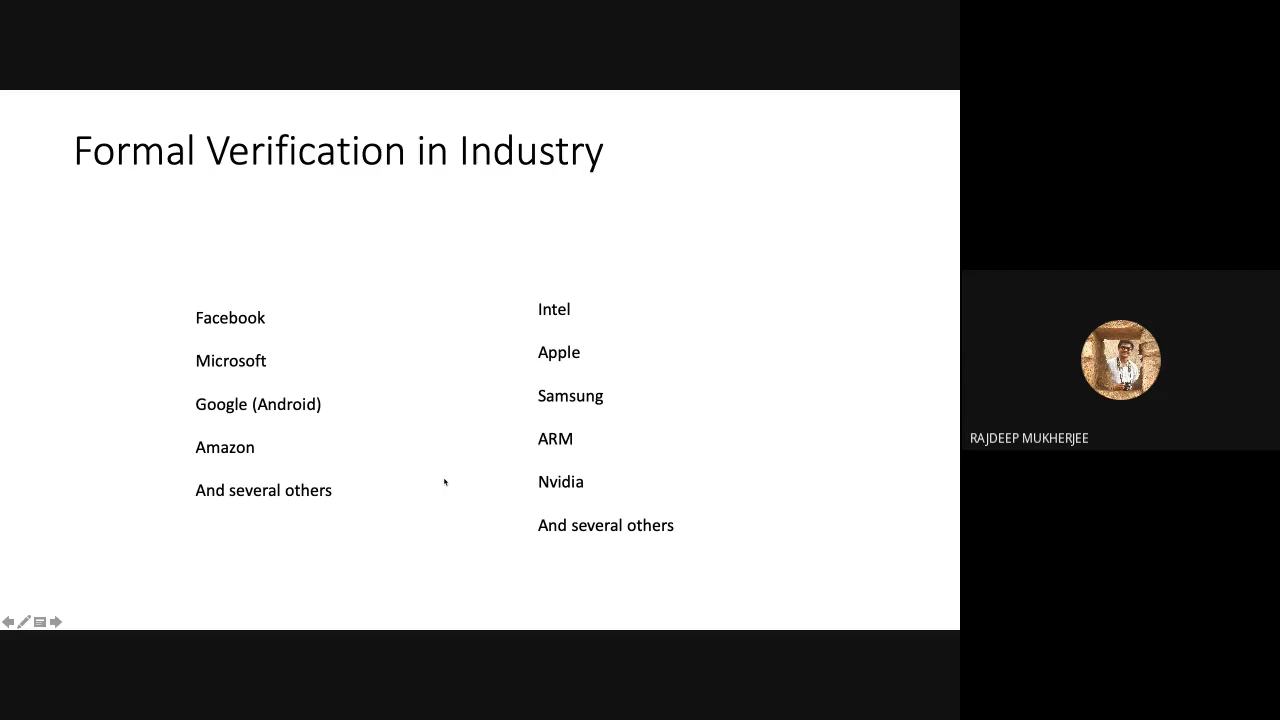 Formal Verification in Industry
Facebook
Microsoft
Google (Android)
Amazon
And several others
Intel
Apple
Samsung
ARM
Nvidia
And several others
RAJDEEP MUKHERJEE